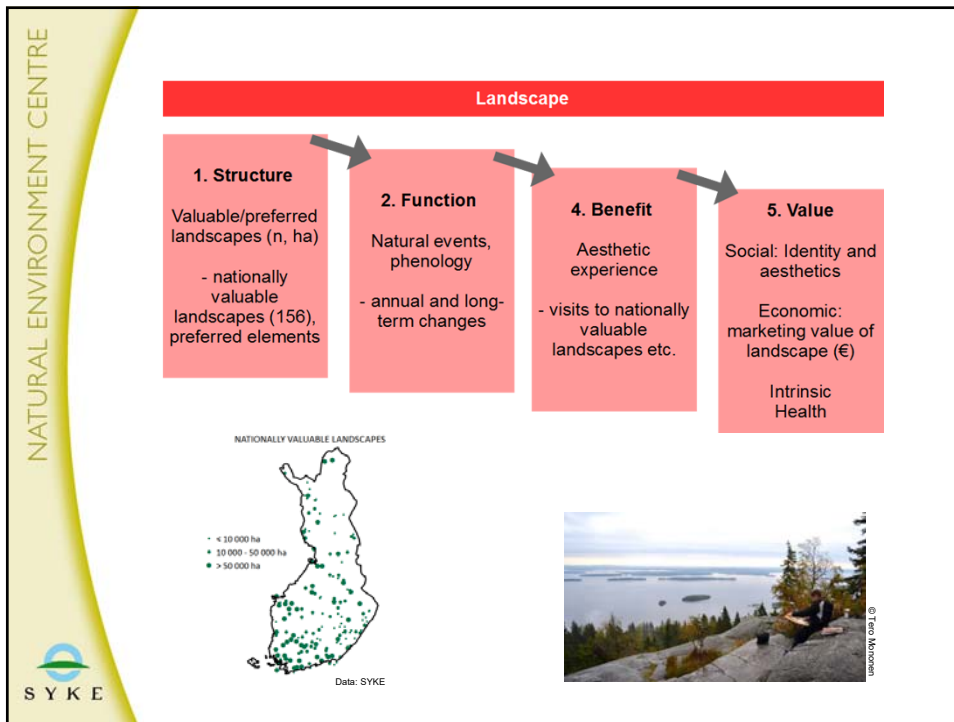 NATURAL ENVIRONMENT CENTRE
Landscape
1. Structure
Valuable/preferred
landscapes (n, ha)
- nationally
valuable
landscapes (156),
preferred elements
2. Function
Natural events,
phenology
- annual and long-
term changes
4. Benefit
Aesthetic
experience
- visits to nationally
valuable
landscapes etc.
5. Value
Social: Identity and
aesthetics
Economic:
marketing value of
landscape (€)
Intrinsic
Health
NATIONALLY VALUABLE LANDSCAPES
< 10 000 ha
10 000 - 50 000 ha
> 50 000 ha
Data: SYKE
© Tero Mononen
SYKE